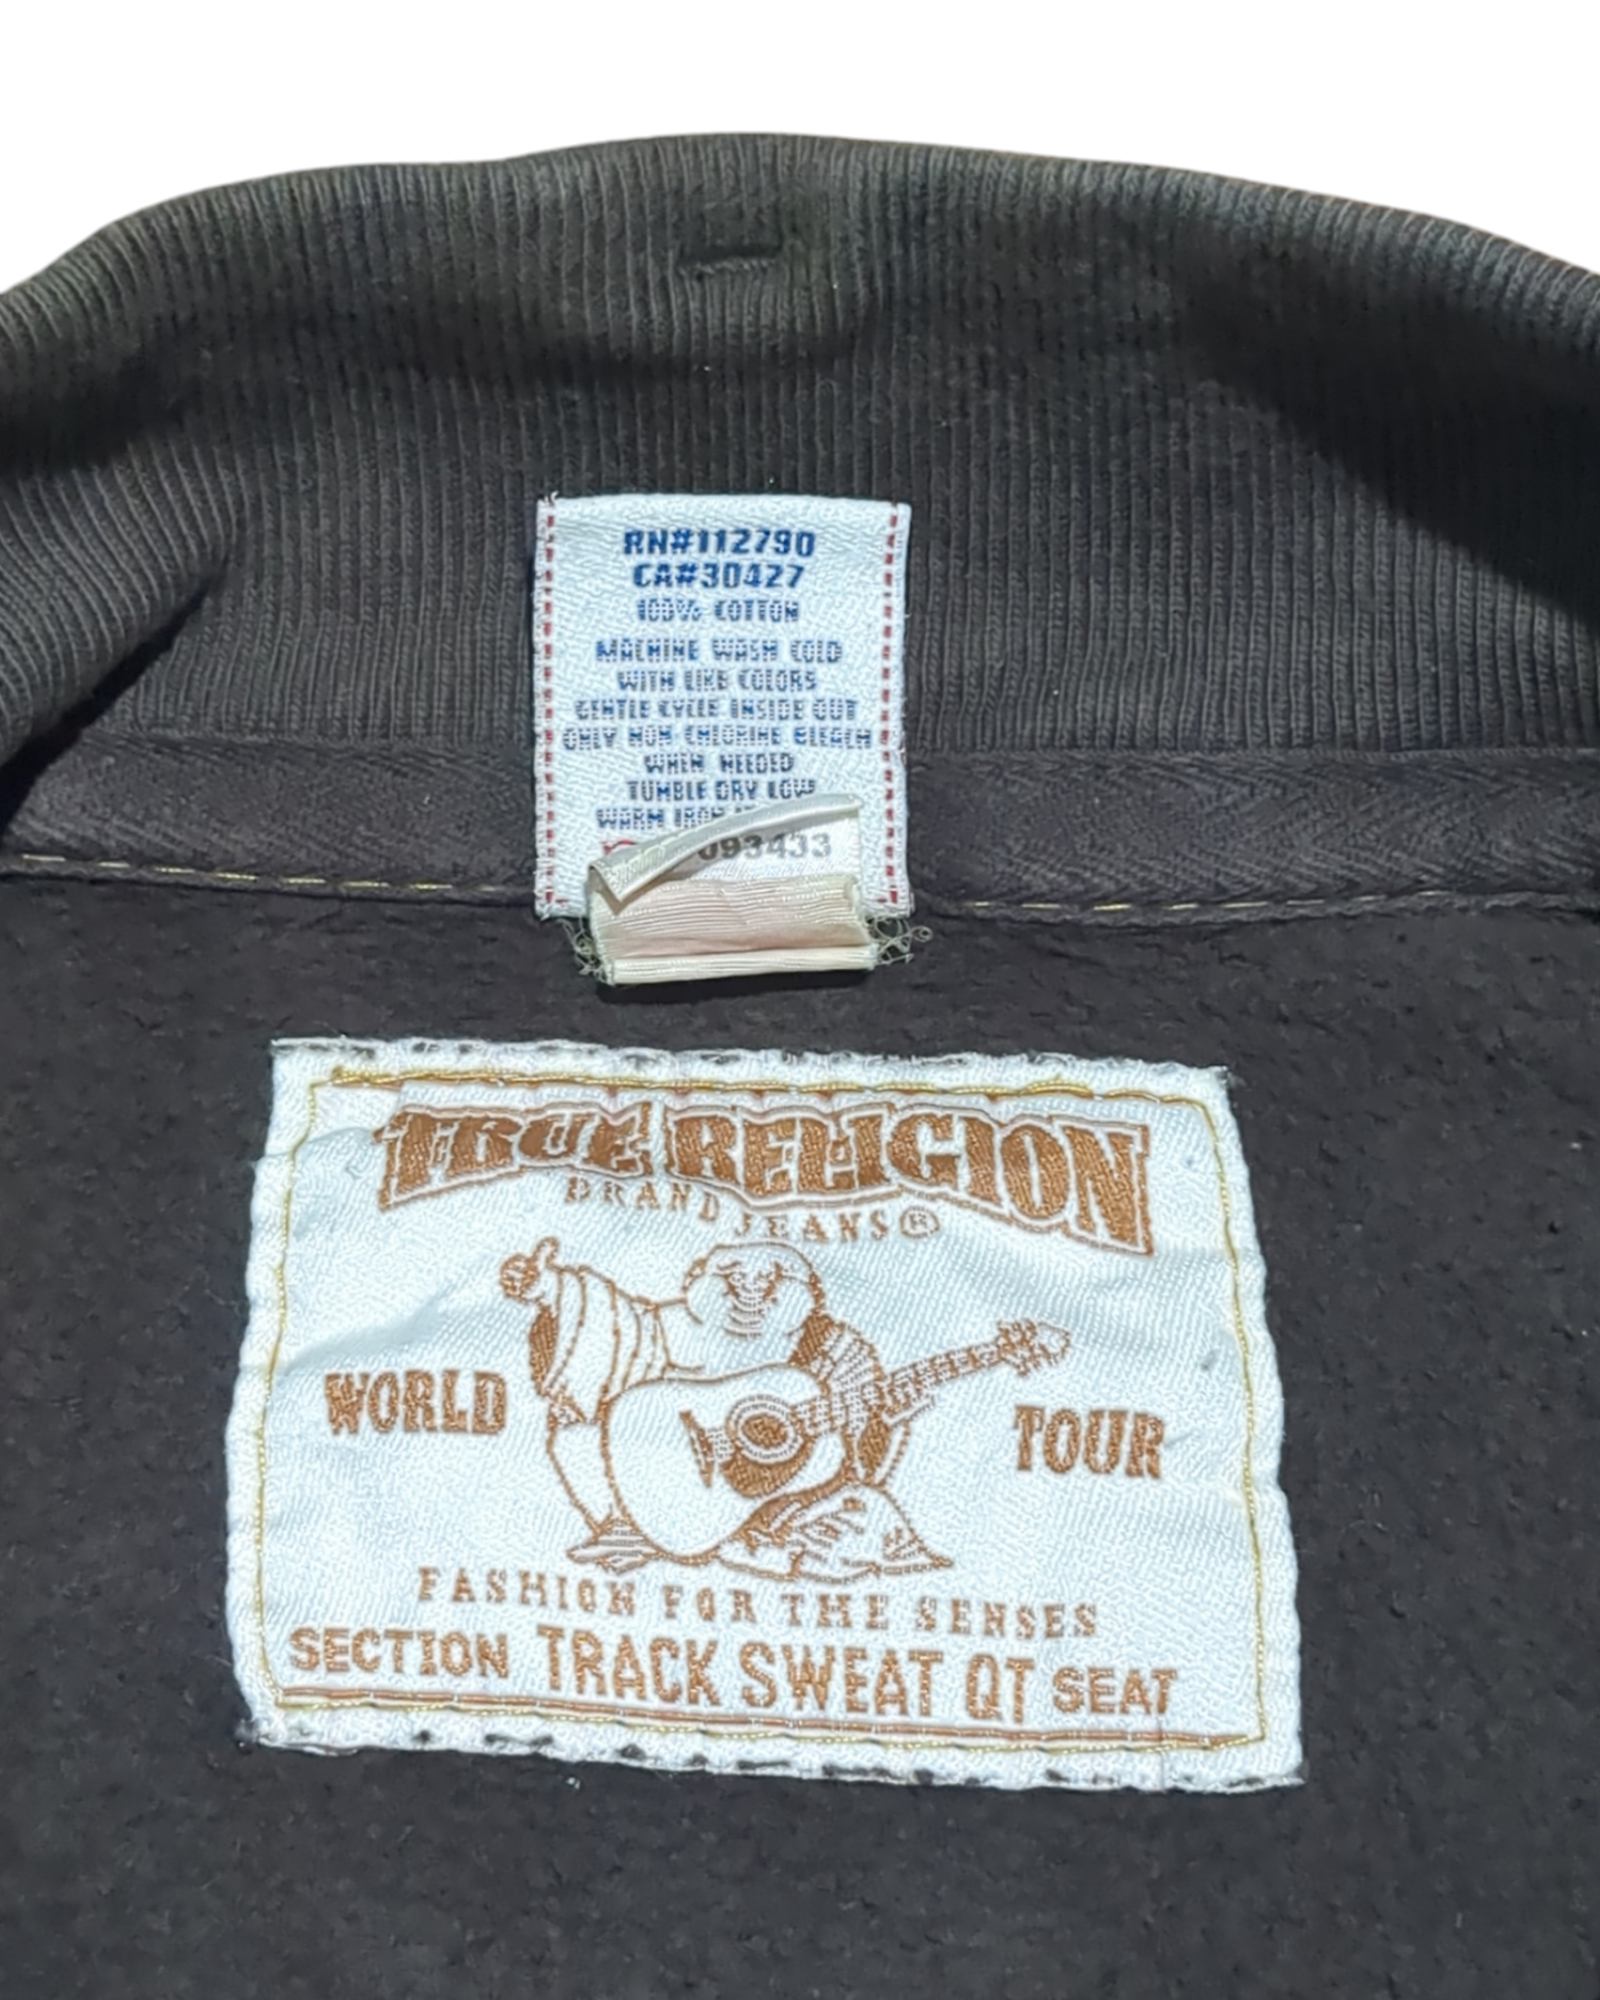 RN#112790
CA#30427
100% COTTON
MACHINE WASH COLD
WITH LIKE COLORS
GENTLE CYCLE INSIDE OUT
ONLY NON-CHLORINE BLEACH
WHEN NEEDED
TUMBLE DRY LOW
WARM IRON
093433
TRUE RELIGION
BRAND JEANS®
WORLD TOUR
FASHION FOR THE SENSES
SECTION TRACK SWEAT QT SEAT